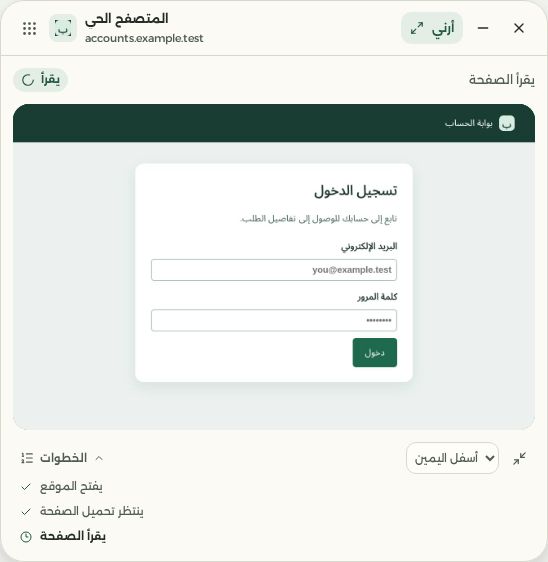 المتصفح الحي
accounts.example.test
أرني
يقرأ الصفحة
يقرأ
ب
بوابة الحساب
تسجيل الدخول
تابع إلى حسابك للوصول إلى تفاصيل الطلب.
البريد الإلكتروني
you@example.test
كلمة المرور
••••••••
دخول
أسفل اليمين
الخطوات
يفتح الموقع
ينتظر تحميل الصفحة
يقرأ الصفحة